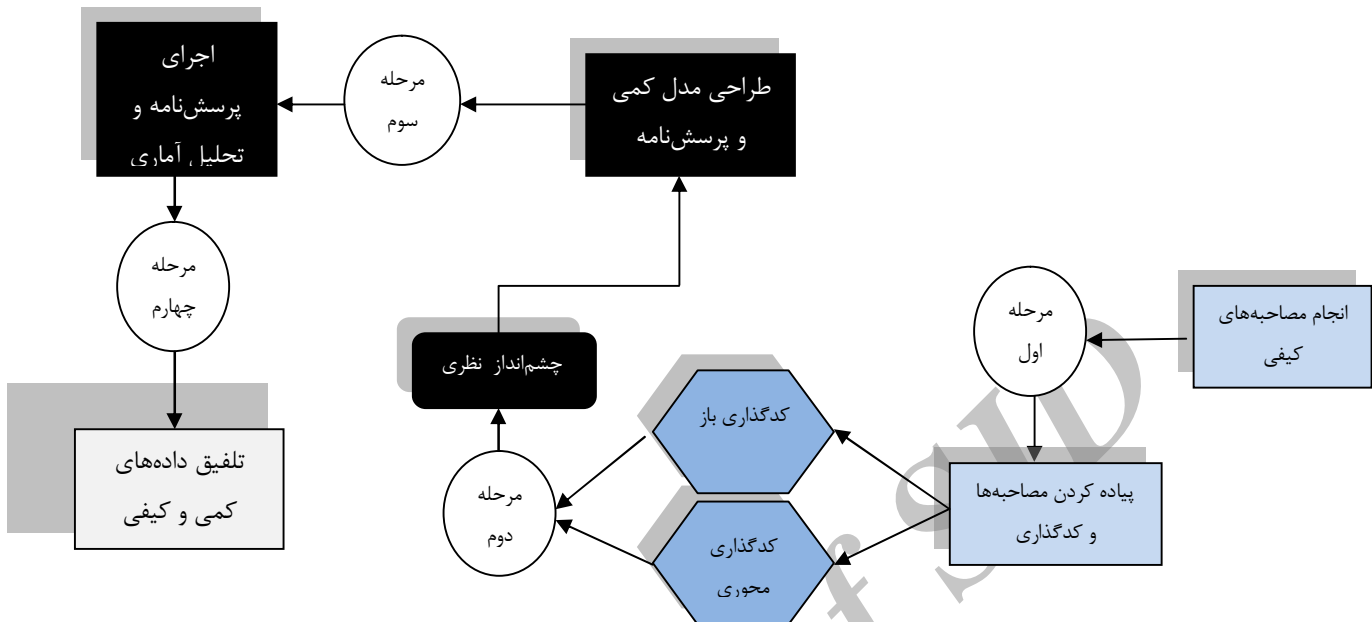 انجام مصاحبه‌های
کیفی
مرحله
اول
پیاده کردن مصاحبه‌ها
و کدگذاری
کدگذاری باز
کدگذاری
محوری
مرحله
دوم
چشم‌انداز نظری
طراحی مدل کمی
و پرسش‌نامه
مرحله
سوم
اجرای
پرسش‌نامه و
تحلیل آماری
مرحله
چهارم
تلفیق داده‌های
کمی و کیفی
f SID